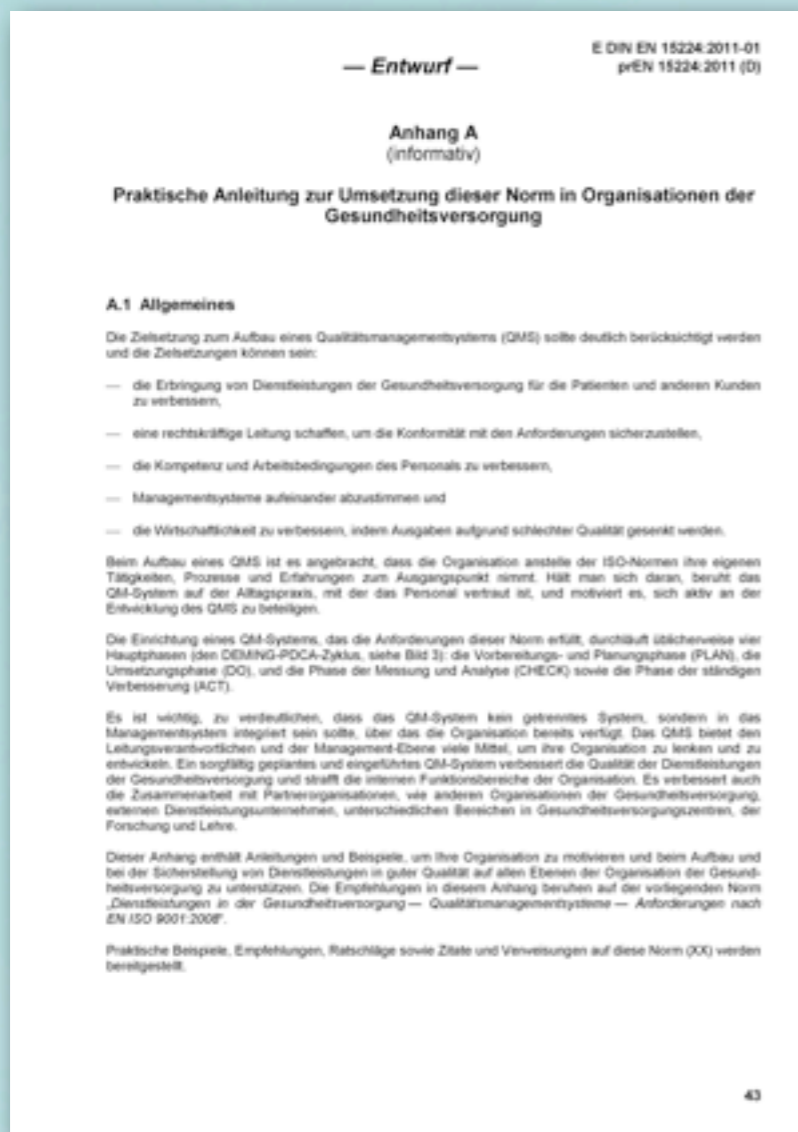 E DIN EN 15224:2011-01
— Entwurf —
prEN 15224:2011 (D)
Anhang A
(informativ)
Praktische Anleitung zur Umsetzung dieser Norm in Organisationen der
Gesundheitsversorgung
A.1 Allgemeines
Die Zielsetzung zum Aufbau eines Qualitätsmanagementsystems (QMS) sollte deutlich berücksichtigt werden
und die Zielsetzungen können sein:
— die Erbringung von Dienstleistungen der Gesundheitsversorgung für die Patienten und anderen Kunden
zu verbessern,
— eine rechtskräftige Leitung schaffen, um die Konformität mit den Anforderungen sicherzustellen,
— die Kompetenz und Arbeitsbedingungen des Personals zu verbessern,
— Managementsysteme aufeinander abzustimmen und
— die Wirtschaftlichkeit zu verbessern, indem Ausgaben aufgrund schlechter Qualität gesenkt werden.
Beim Aufbau eines QMS ist es angebracht, dass die Organisation anstelle der ISO-Normen ihre eigenen
Tätigkeiten, Prozesse und Erfahrungen zum Ausgangspunkt nimmt. Hält man sich daran, beruht das
QM-System auf der Alltagspraxis, mit der das Personal vertraut ist, und motiviert es, sich aktiv an der
Entwicklung des QMS zu beteiligen.
Die Einrichtung eines QM-Systems, das die Anforderungen dieser Norm erfüllt, durchläuft üblicherweise vier
Hauptphasen (den DEMING-PDCA-Zyklus, siehe Bild 3): die Vorbereitungs- und Planungsphase (PLAN), die
Umsetzungsphase (DO), und die Phase der Messung und Analyse (CHECK) sowie die Phase der ständigen
Verbesserung (ACT).
Es ist wichtig, zu verdeutlichen, dass das QM-System kein getrenntes System, sondern in das
Managementsystem integriert sein sollte, über das die Organisation bereits verfügt. Das QMS bietet den
Leitungsverantwortlichen und der Management-Ebene viele Mittel, um ihre Organisation zu lenken und zu
entwickeln. Ein sorgfältig geplantes und eingeführtes QM-System verbessert die Qualität der Dienstleistungen
der Gesundheitsversorgung und strafft die internen Funktionsbereiche der Organisation. Es verbessert auch
die Zusammenarbeit mit Partnerorganisationen, wie anderen Organisationen der Gesundheitsversorgung,
externen Dienstleistungsunternehmen, unterschiedlichen Bereichen in Gesundheitsversorgungszentren, der
Forschung und Lehre.
Dieser Anhang enthält Anleitungen und Beispiele, um Ihre Organisation zu motivieren und beim Aufbau und
bei der Sicherstellung von Dienstleistungen in guter Qualität auf allen Ebenen der Organisation der Gesund-
heitsversorgung zu unterstützen. Die Empfehlungen in diesem Anhang beruhen auf der vorliegenden Norm
„Dienstleistungen in der Gesundheitsversorgung — Qualitätsmanagementsysteme — Anforderungen nach
EN ISO 9001:2008“.
Praktische Beispiele, Empfehlungen, Ratschläge sowie Zitate und Verweisungen auf diese Norm (XX) werden
bereitgestellt.
43